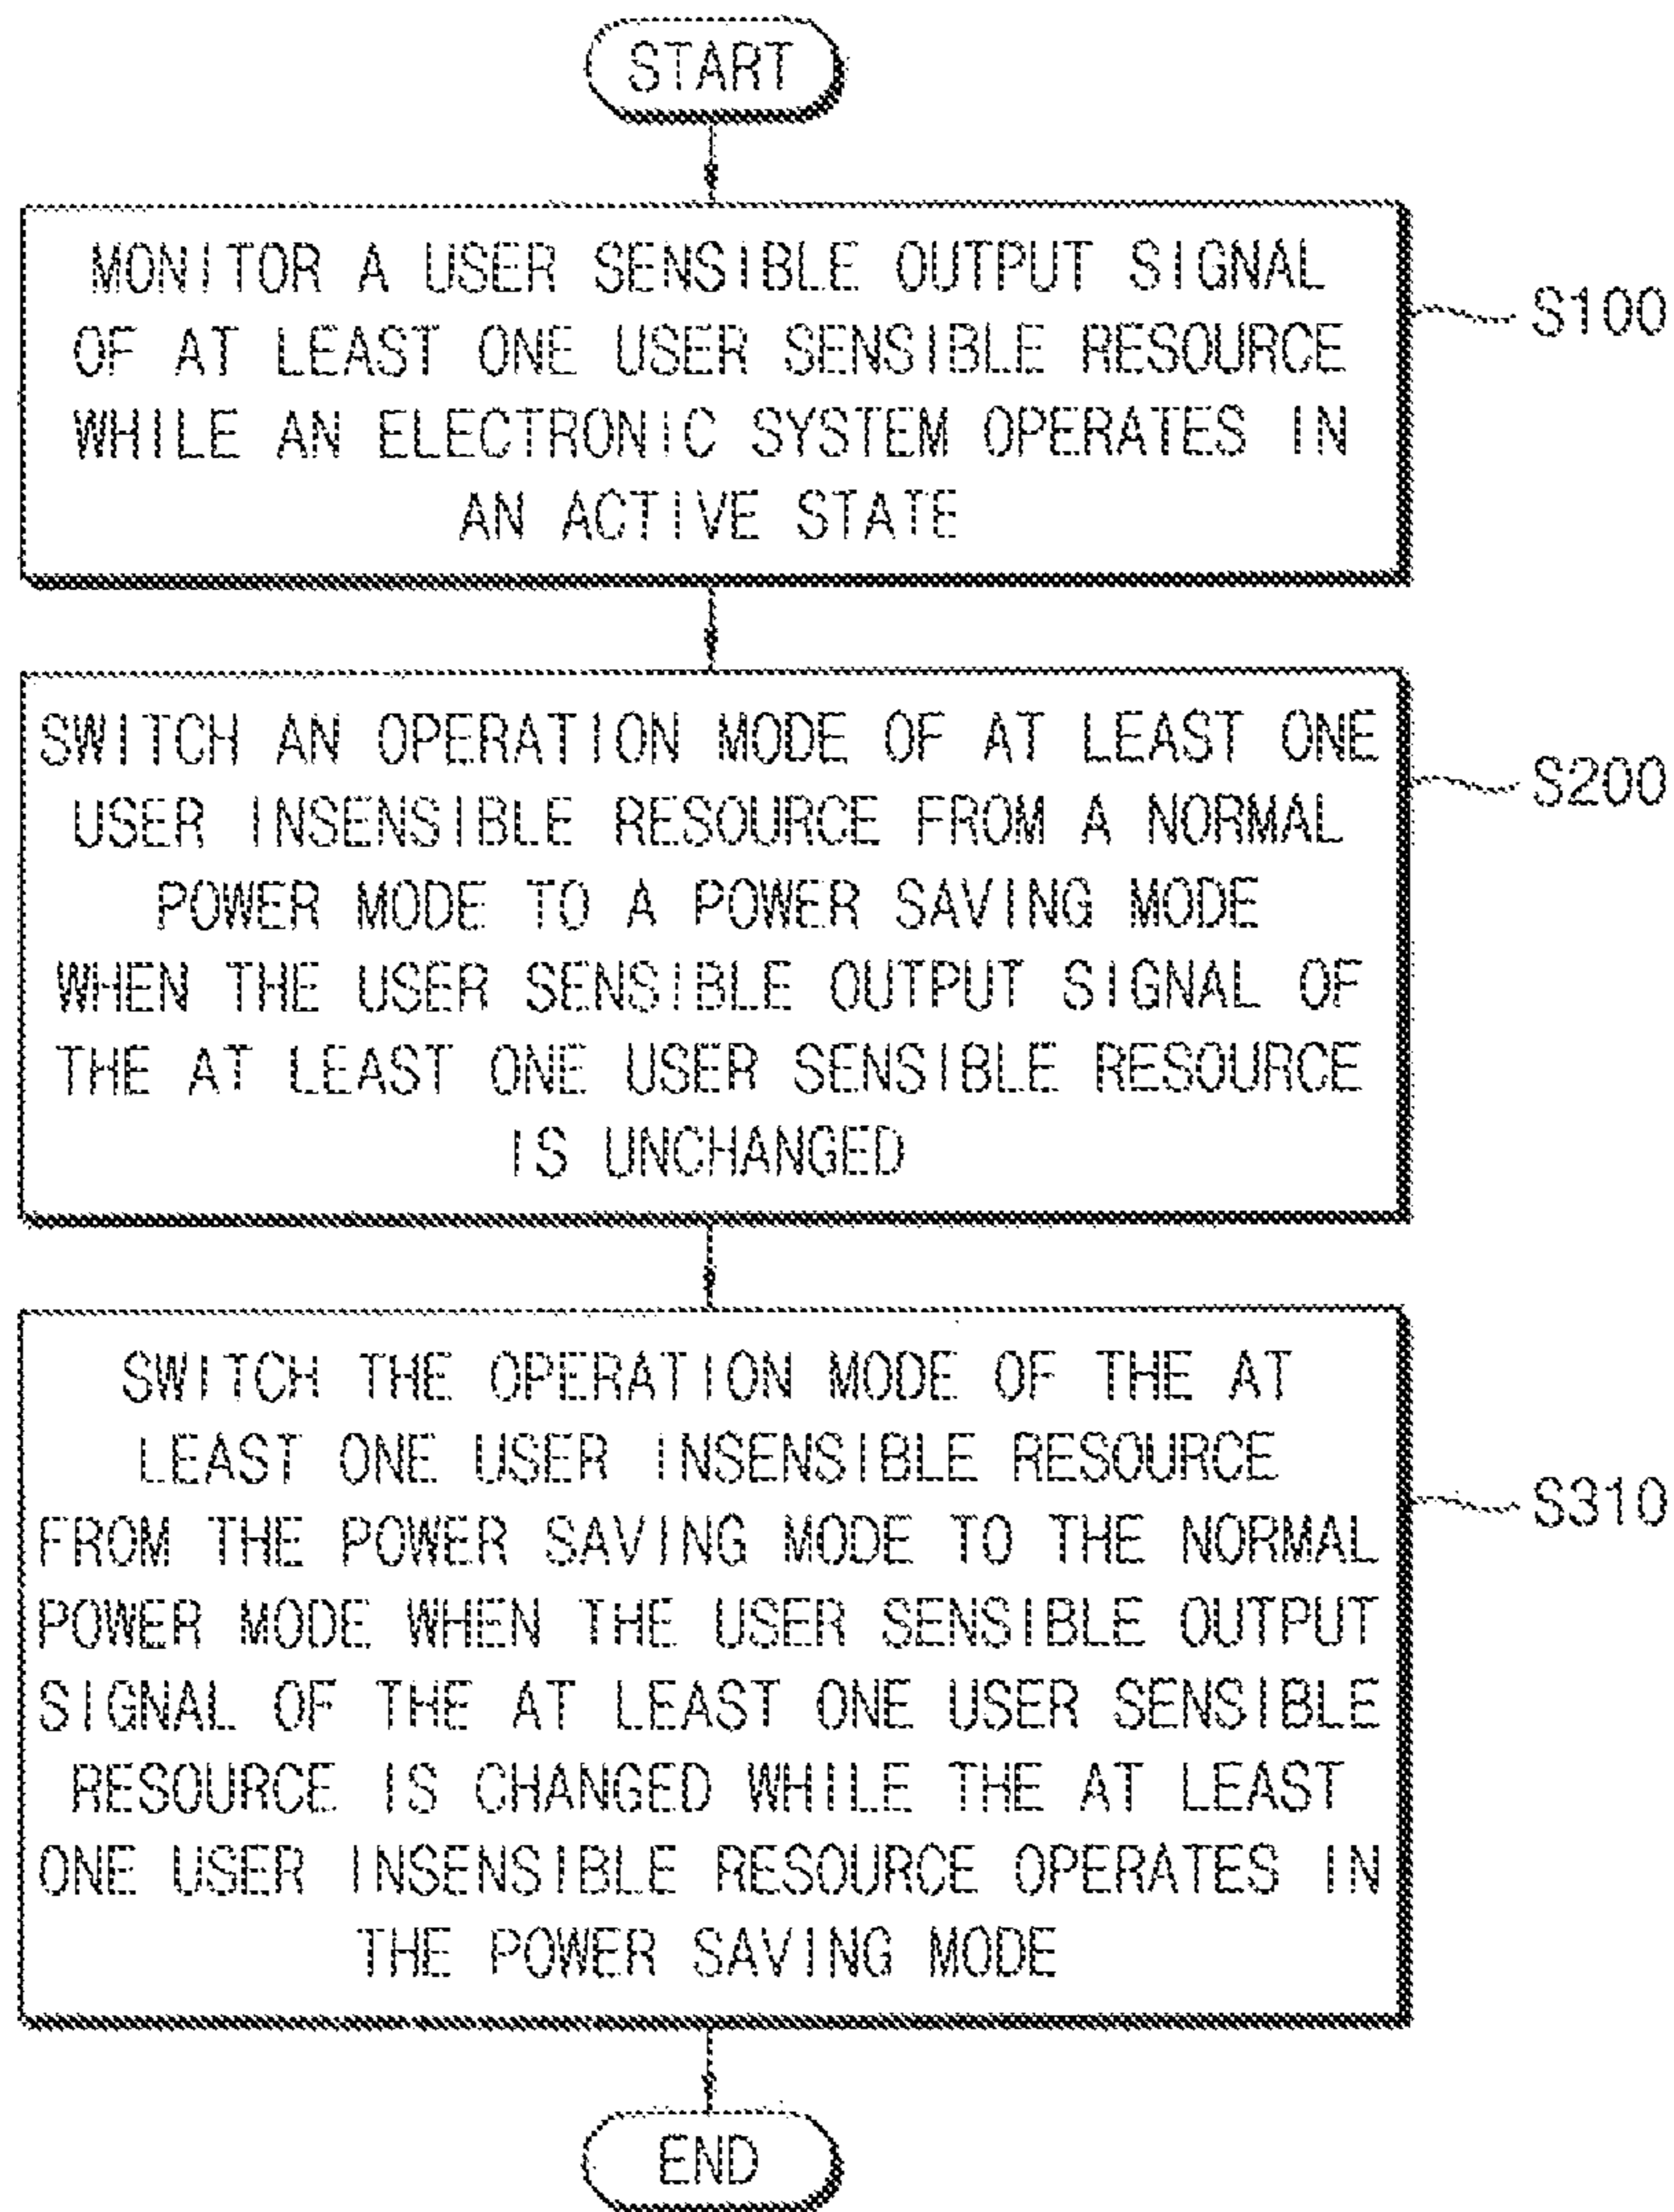 START
MONITOR A USER SENSIBLE OUTPUT SIGNAL
OF AT LEAST ONE USER SENSIBLE RESOURCE
WHILE AN ELECTRONIC SYSTEM OPERATES IN
AN ACTIVE STATE
S100
SWITCH AN OPERATION MODE OF AT LEAST ONE
USER INSENSIBLE RESOURCE FROM A NORMAL
POWER MODE TO A POWER SAVING MODE
WHEN THE USER SENSIBLE OUTPUT SIGNAL OF
THE AT LEAST ONE USER SENSIBLE RESOURCE
IS UNCHANGED
S200
SWITCH THE OPERATION MODE OF THE AT
LEAST ONE USER INSENSIBLE RESOURCE
FROM THE POWER SAVING MODE TO THE NORMAL
POWER MODE WHEN THE USER SENSIBLE OUTPUT
SIGNAL OF THE AT LEAST ONE USER SENSIBLE
RESOURCE IS CHANGED WHILE THE AT LEAST
ONE USER INSENSIBLE RESOURCE OPERATES IN
THE POWER SAVING MODE
S310
END